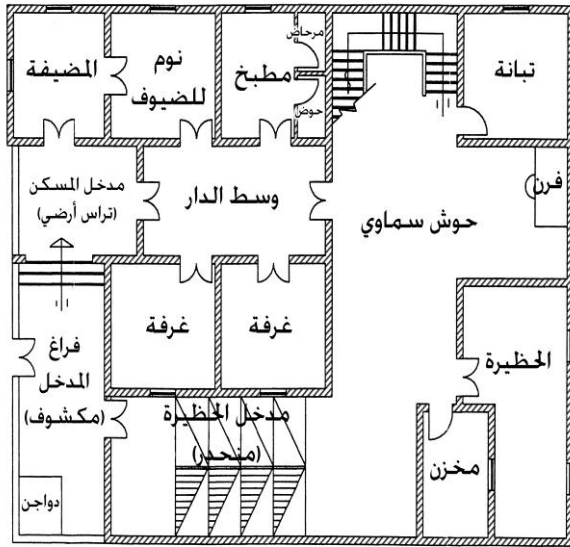 مرحاض
تبانة
مطبخ
نوم
للضيوف
المضيفة
حوض
فرن
وسط الدار
مدخل المسكن
(تراس أرضي)
حوش سماوي
غرفة
غرفة
الحظيرة
فراغ
المدخل
(مكشوف)
مدخل الحظيرة
(منحدر)
مخزن
دواجن